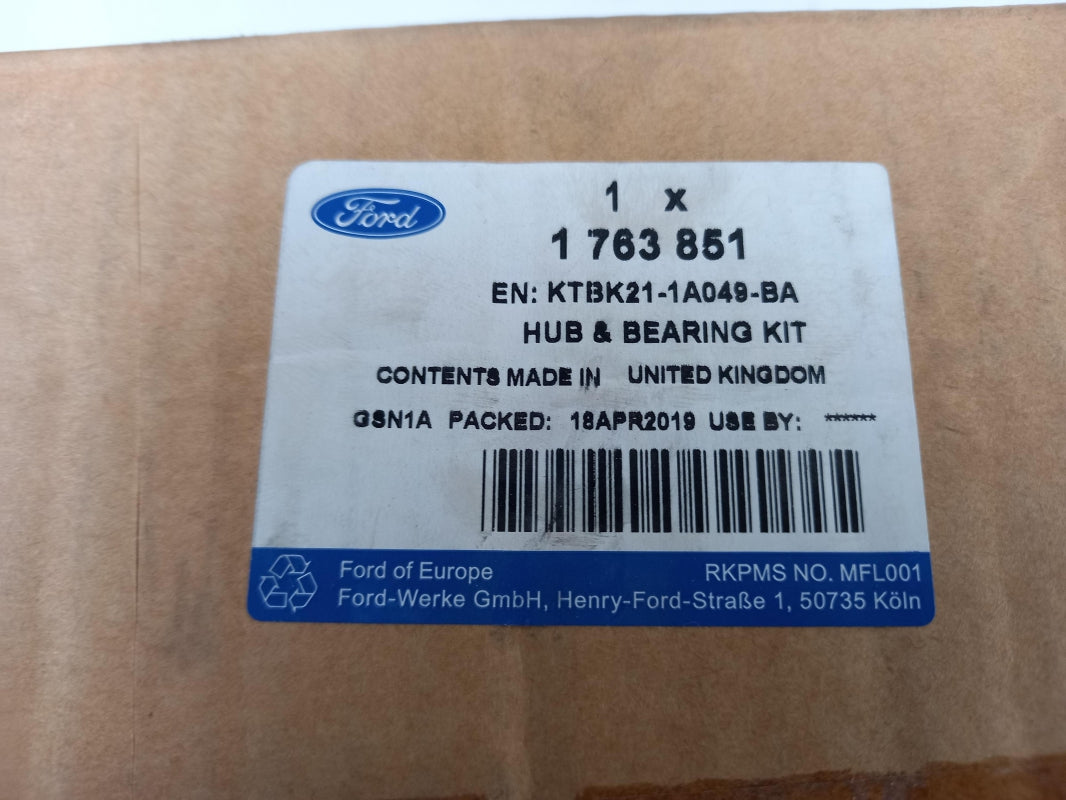 Ford
1 x
1 763 851
EN: KTBK21-1A049-BA
HUB & BEARING KIT
CONTENTS MADE IN UNITED KINGDOM
GSN1A PACKED: 18APR2019 USE BY: ******
Ford of Europe RKPMS NO. MFL001
Ford-Werke GmbH, Henry-Ford-Straße 1, 50735 Köln